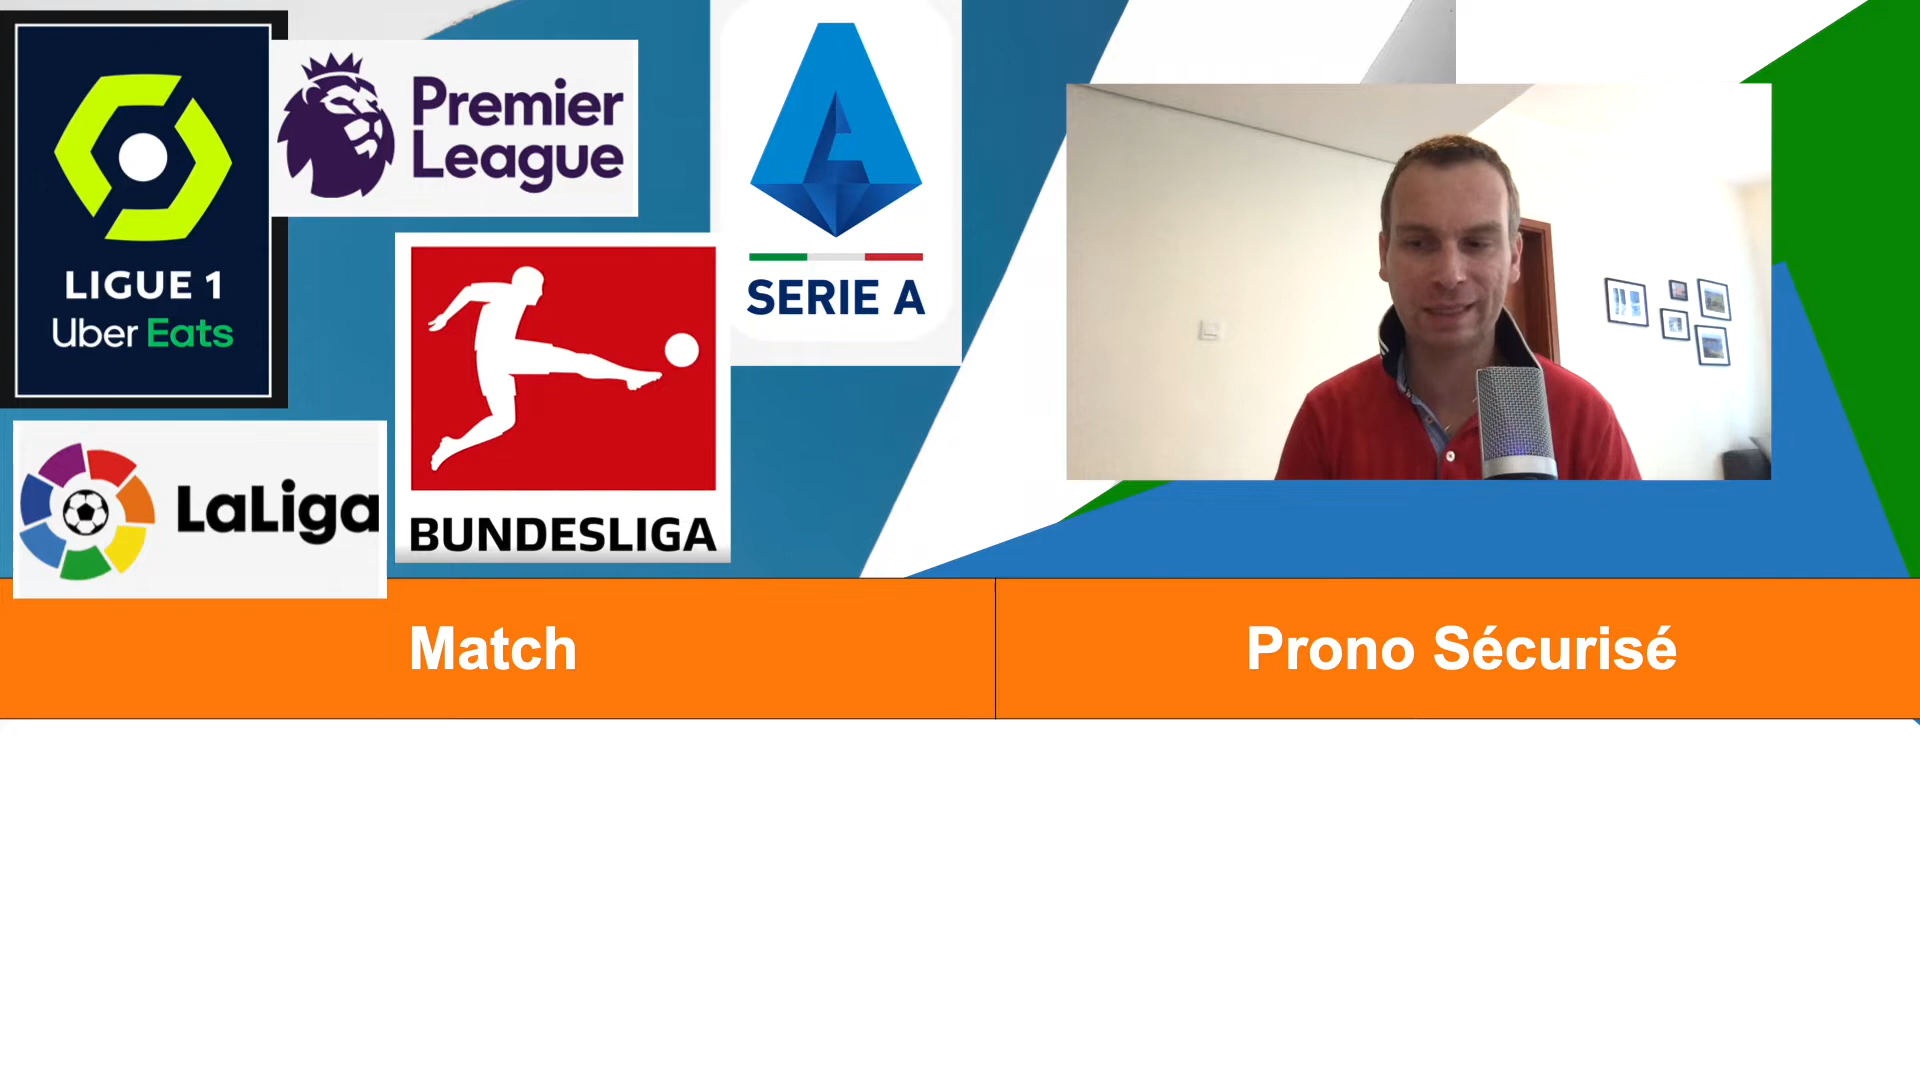 LIGUE 1
Uber Eats
Premier
League
SERIE A
LaLiga
BUNDESLIGA
Match
Prono Sécurisé